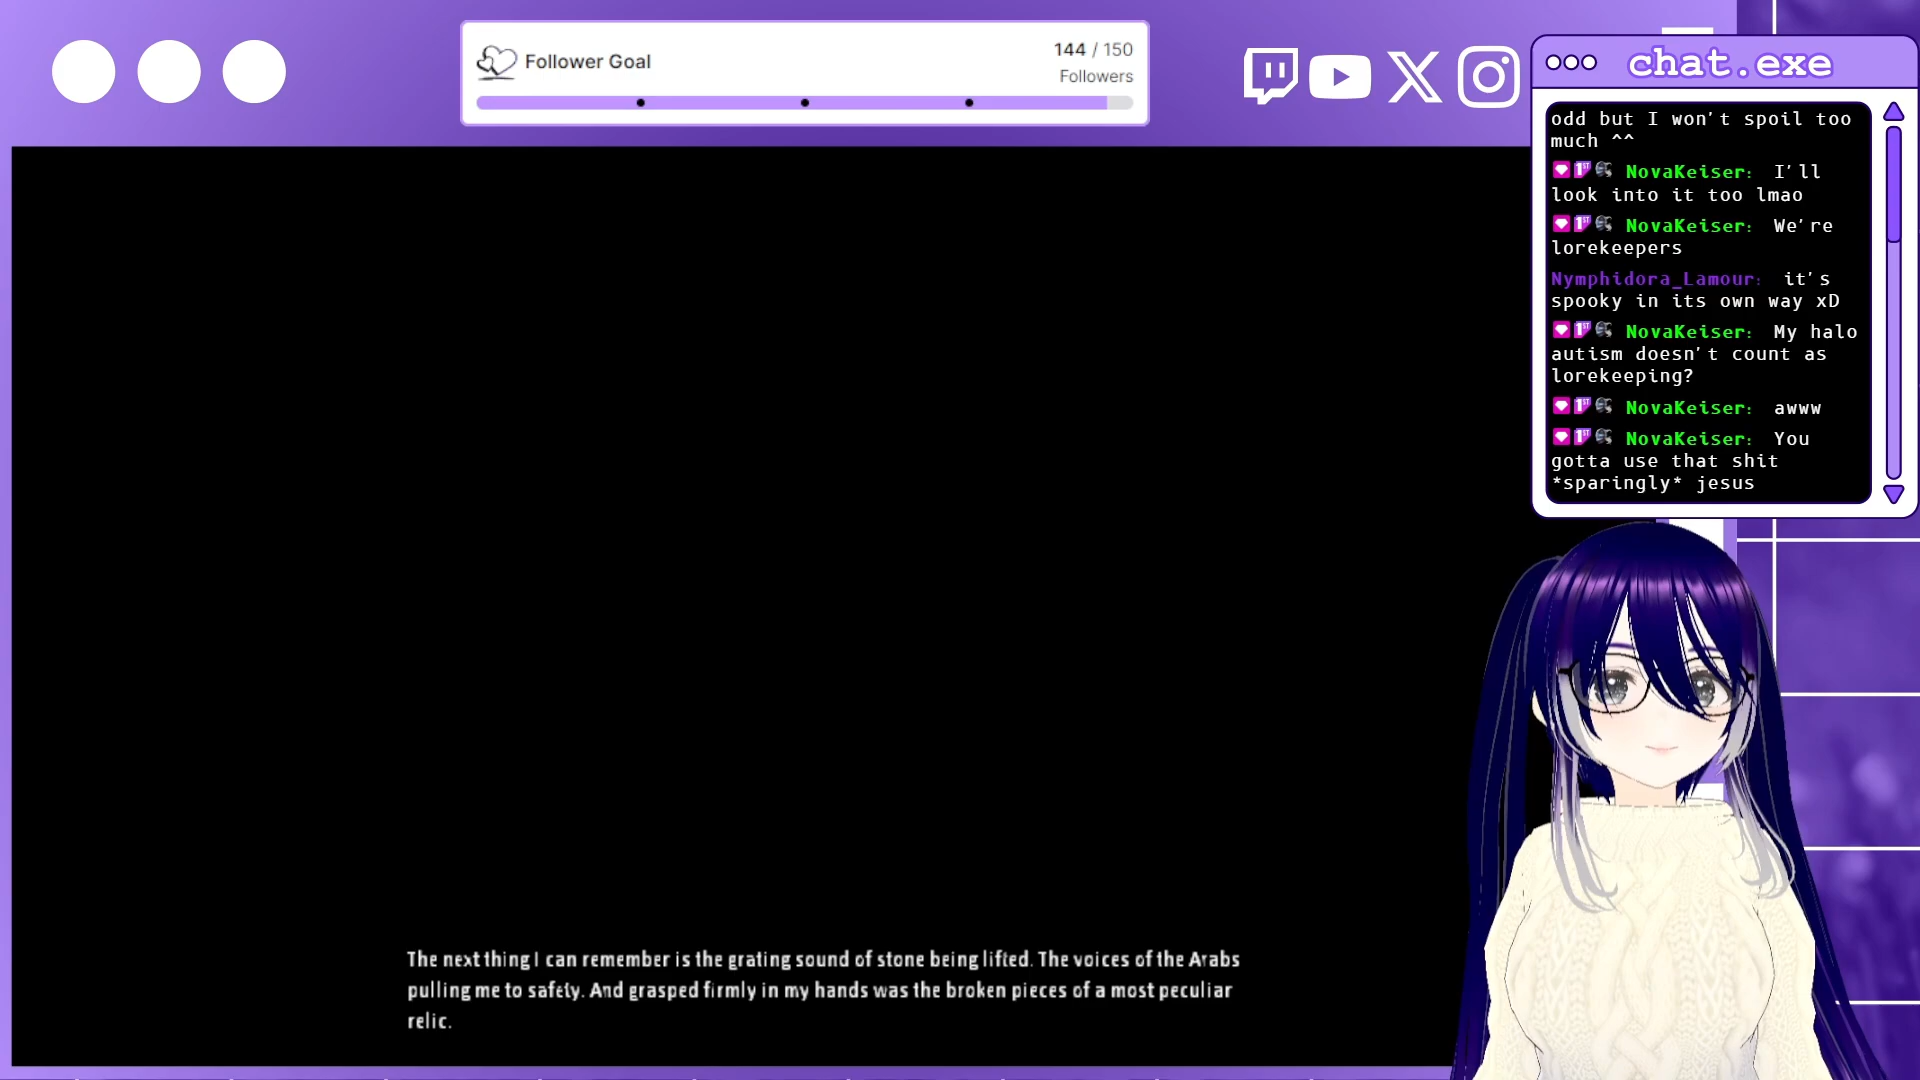 Follower Goal
144 / 150
Followers
chat.exe
odd but I won't spoil too
much ^^
NovaKeiser: I'll
look into it too lmao
NovaKeiser: We're
lorekeepers
Nymphidora_Lamour: it's
spooky in its own way xD
NovaKeiser: My halo
autism doesn't count as
lorekeeping?
NovaKeiser: awww
NovaKeiser: You
gotta use that shit
*sparingly* jesus
The next thing I can remember is the grating sound of stone being lifted. The voices of the Arabs
pulling me to safety. And grasped firmly in my hands was the broken pieces of a most peculiar
relic.